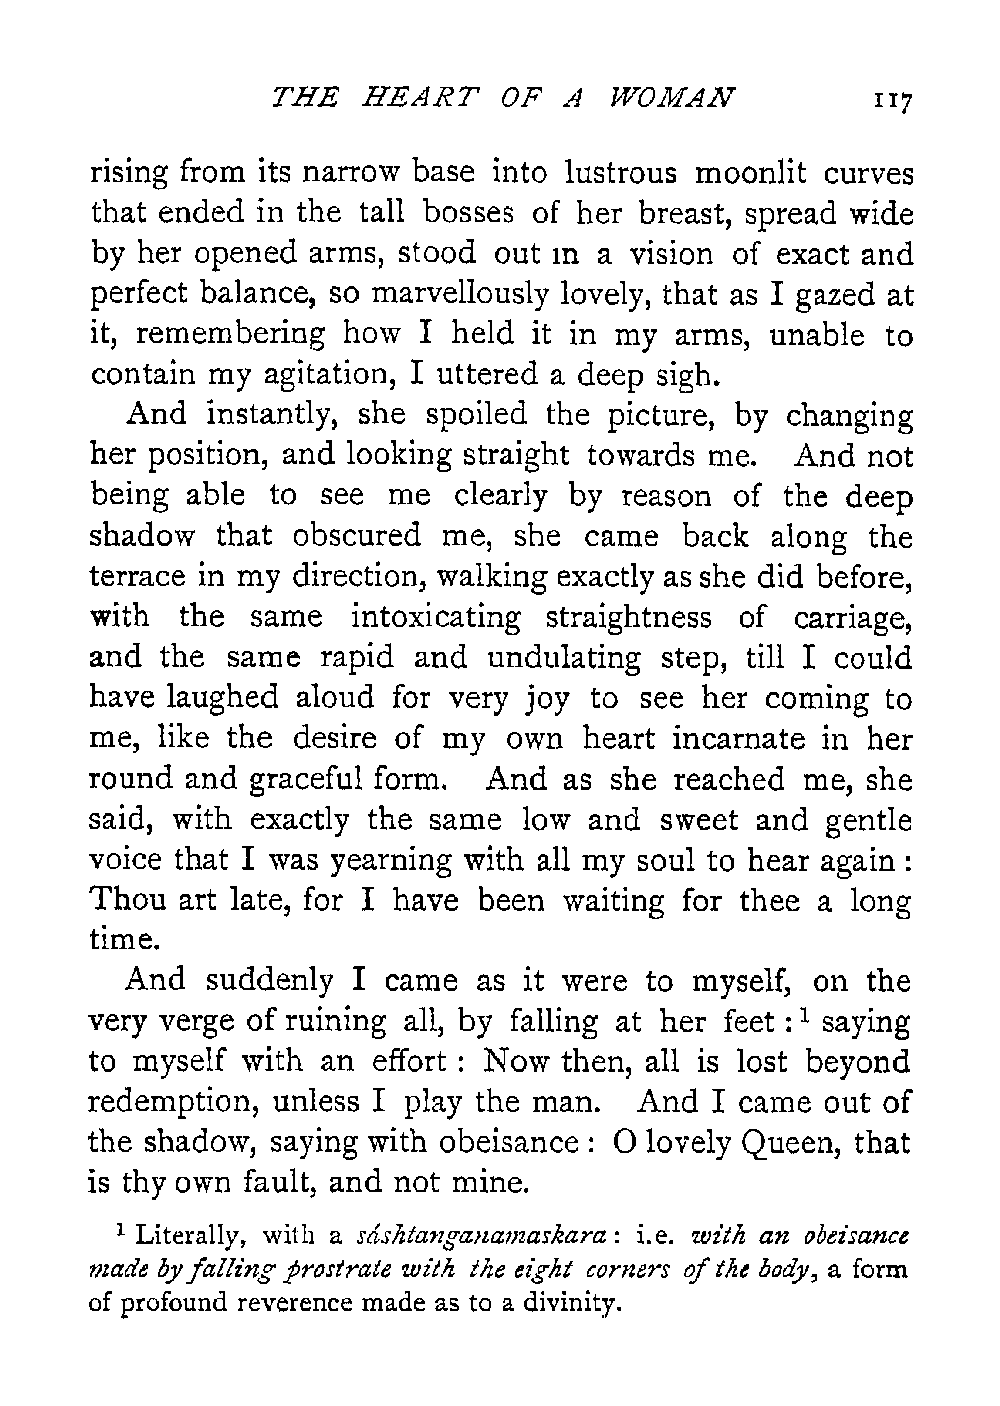 THE HEART OF A WOMAN 117
rising from its narrow base into lustrous moonlit curves
that ended in the tall bosses of her breast, spread wide
by her opened arms, stood out in a vision of exact and
perfect balance, so marvellously lovely, that as I gazed at
it, remembering how I held it in my arms, unable to
contain my agitation, I uttered a deep sigh.
And instantly, she spoiled the picture, by changing
her position, and looking straight towards me. And not
being able to see me clearly by reason of the deep
shadow that obscured me, she came back along the
terrace in my direction, walking exactly as she did before,
with the same intoxicating straightness of carriage,
and the same rapid and undulating step, till I could
have laughed aloud for very joy to see her coming to
me, like the desire of my own heart incarnate in her
round and graceful form. And as she reached me, she
said, with exactly the same low and sweet and gentle
voice that I was yearning with all my soul to hear again :
Thou art late, for I have been waiting for thee a long
time.
And suddenly I came as it were to myself, on the
very verge of ruining all, by falling at her feet :¹ saying
to myself with an effort : Now then, all is lost beyond
redemption, unless I play the man. And I came out of
the shadow, saying with obeisance : O lovely Queen, that
is thy own fault, and not mine.
¹ Literally, with a sáshtanganamaskara : i.e. with an obeisance
made by falling prostrate with the eight corners of the body, a form
of profound reverence made as to a divinity.